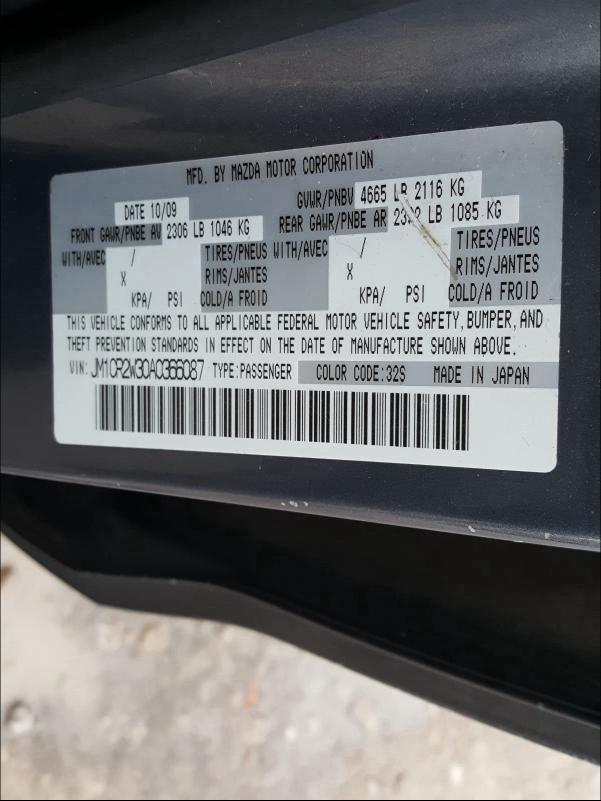 MFD. BY MAZDA MOTOR CORPORATION
DATE 10/09 GVWR/PNBV 4665 LB 2116 KG
FRONT GAWR/PNBE AV 2306 LB 1046 KG REAR GAWR/PNBE AR LB 1085 KG
WITH/AVEC / TIRES/PNEUS WITH/AVEC / TIRES/PNEUS
X RIMS/JANTES X RIMS/JANTES
KPA/ PSI COLD/A FROID KPA/ PSI COLD/A FROID
THIS VEHICLE CONFORMS TO ALL APPLICABLE FEDERAL MOTOR VEHICLE SAFETY, BUMPER, AND
THEFT PREVENTION STANDARDS IN EFFECT ON THE DATE OF MANUFACTURE SHOWN ABOVE.
VIN: JM1CR2W30A0366087 TYPE:PASSENGER COLOR CODE:32S MADE IN JAPAN